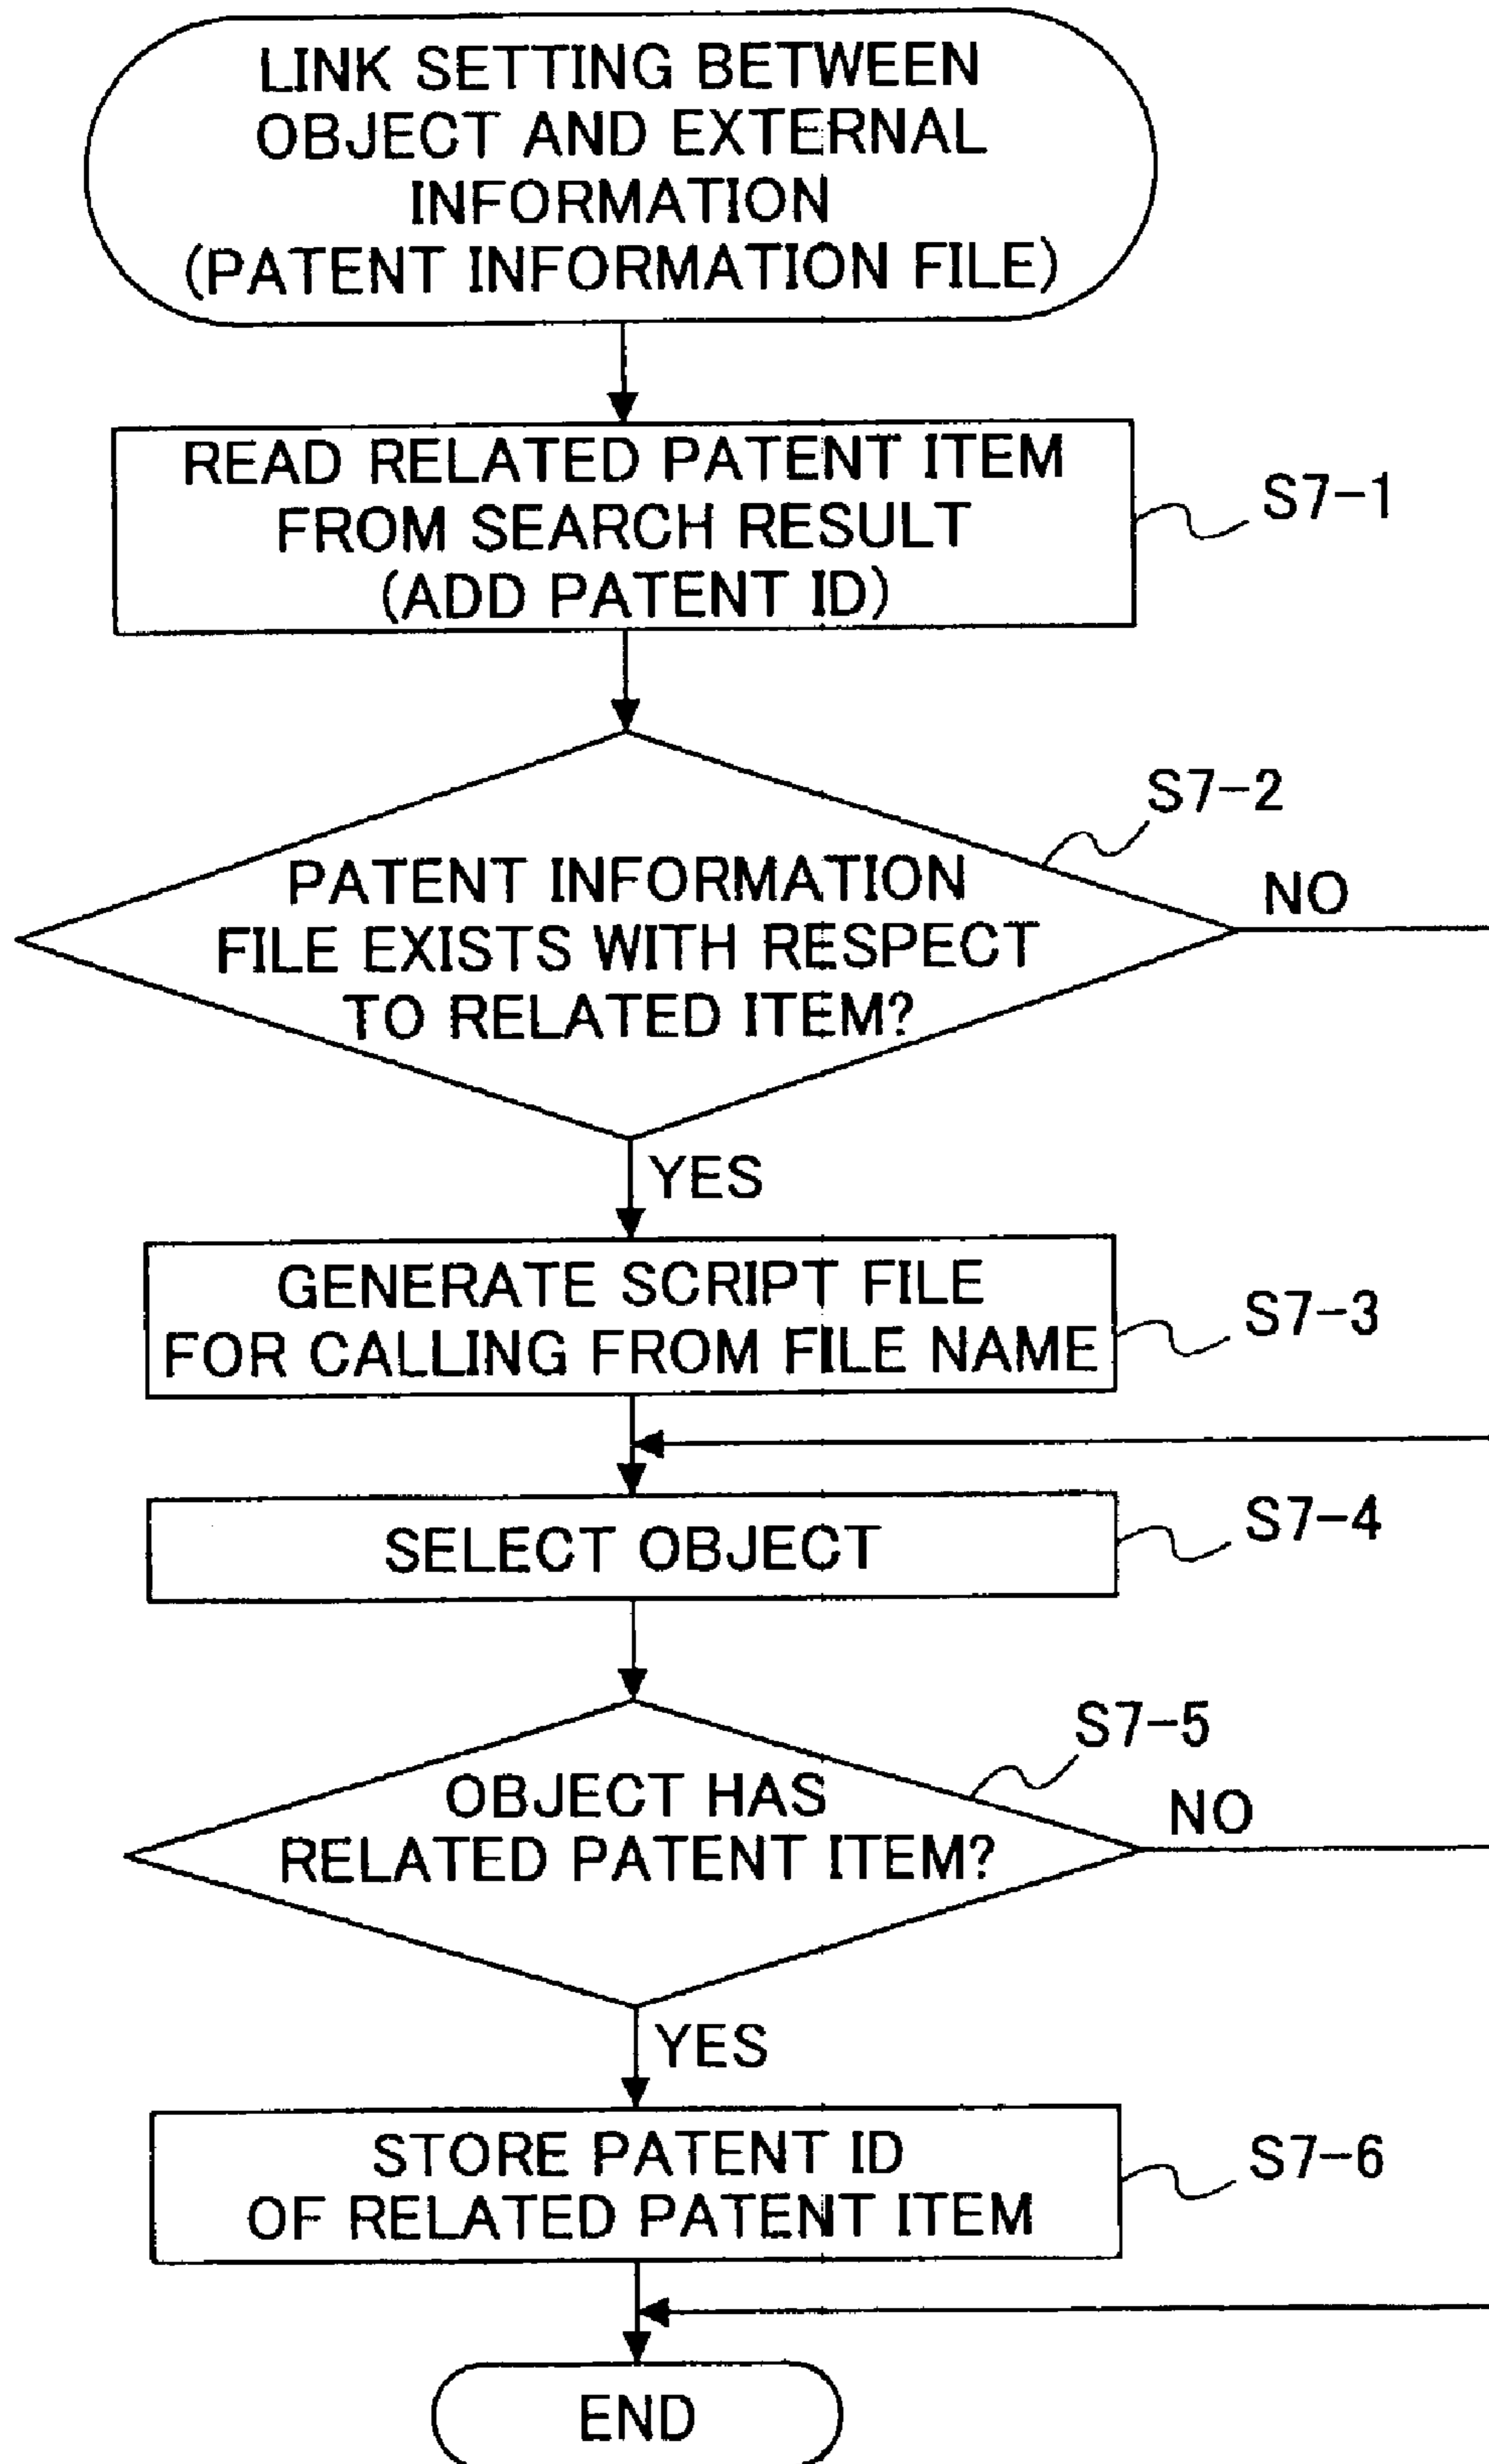 LINK SETTING BETWEEN
OBJECT AND EXTERNAL
INFORMATION
(PATENT INFORMATION FILE)
READ RELATED PATENT ITEM
FROM SEARCH RESULT
(ADD PATENT ID)
S7-1
S7-2
PATENT INFORMATION
FILE EXISTS WITH RESPECT
TO RELATED ITEM?
NO
YES
GENERATE SCRIPT FILE
FOR CALLING FROM FILE NAME
S7-3
SELECT OBJECT
S7-4
S7-5
OBJECT HAS
RELATED PATENT ITEM?
NO
YES
STORE PATENT ID
OF RELATED PATENT ITEM
S7-6
END